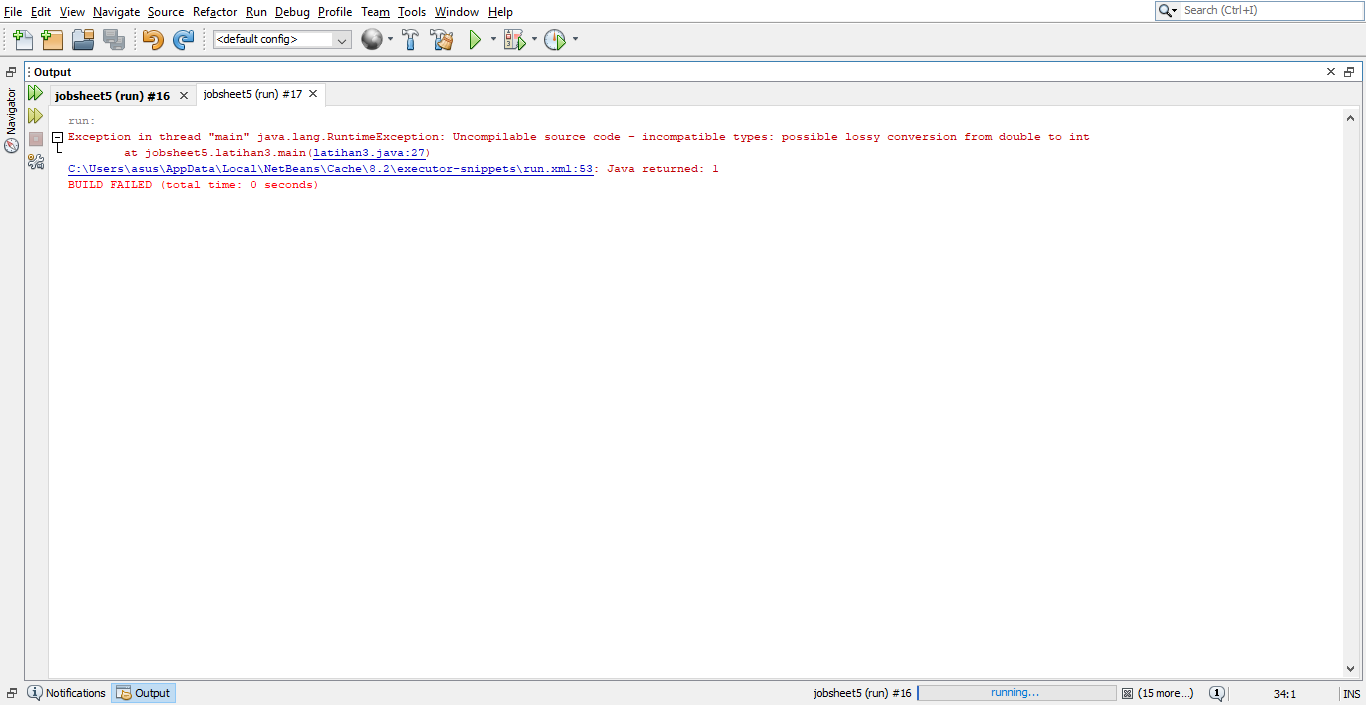 File Edit View Navigate Source Refactor Run Debug Profile Team Tools Window Help
Search (Ctrl+I)
<default config>
Output
Navigator
jobsheet5 (run) #16
jobsheet5 (run) #17
run:
Exception in thread "main" java.lang.RuntimeException: Uncompilable source code - incompatible types: possible lossy conversion from double to int
at jobsheet5.latihan3.main(latihan3.java:27)
C:\Users\asus\AppData\Local\NetBeans\Cache\8.2\executor-snippets\run.xml:53: Java returned: 1
BUILD FAILED (total time: 0 seconds)
Notifications Output jobsheet5 (run) #16 running... (15 more...) 1 34:1 INS